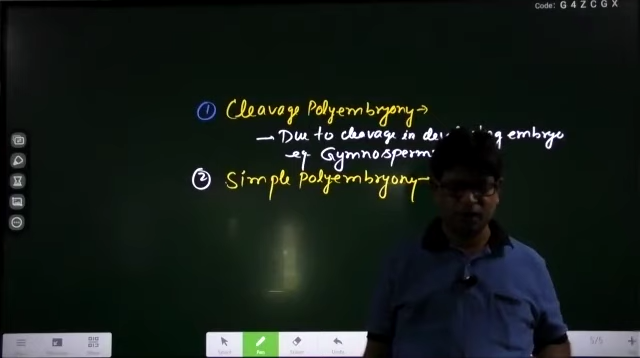 Code: G4ZCGX
① Cleavage Polyembryony →
→ Due to cleavage in developing embryo
eg Gymnosperm
② Simple Polyembryony →
Select
Pen
Eraser
Undo
5/5